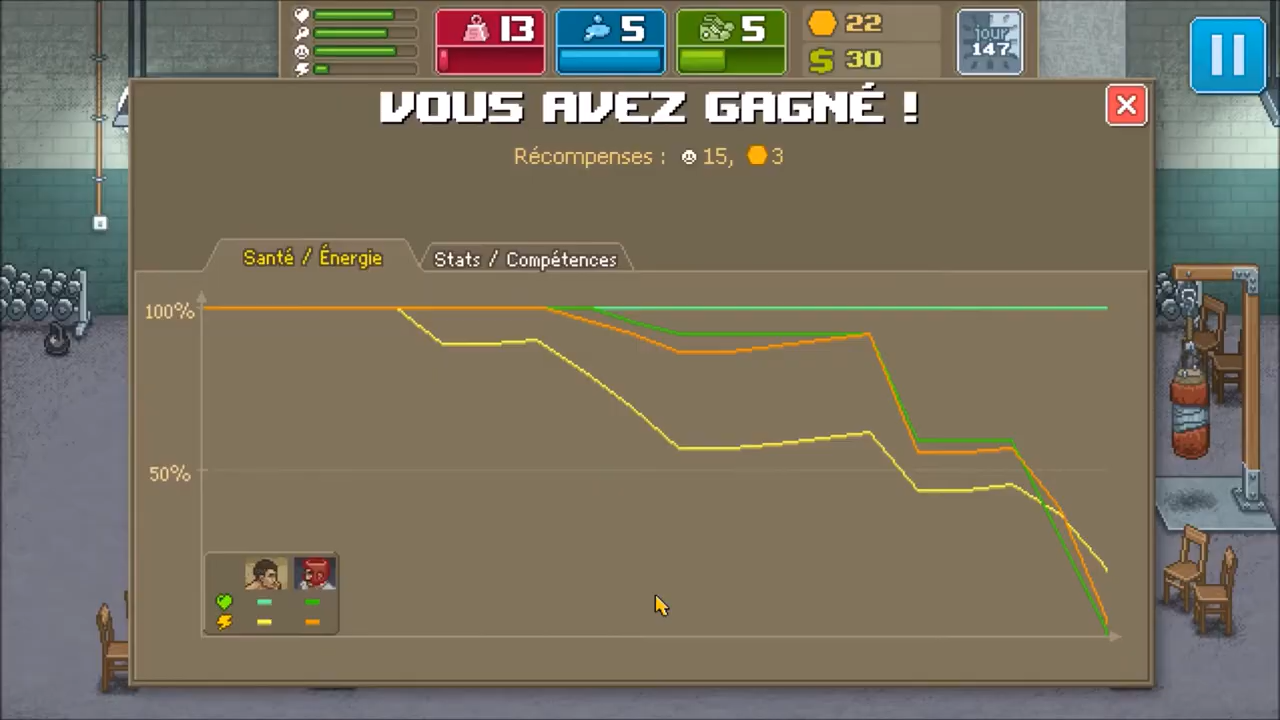 13 5 5 22
30
jour
147
VOUS AVEZ GAGNÉ !
Récompenses : 15, 3
Santé / Énergie Stats / Compétences
100%
50%